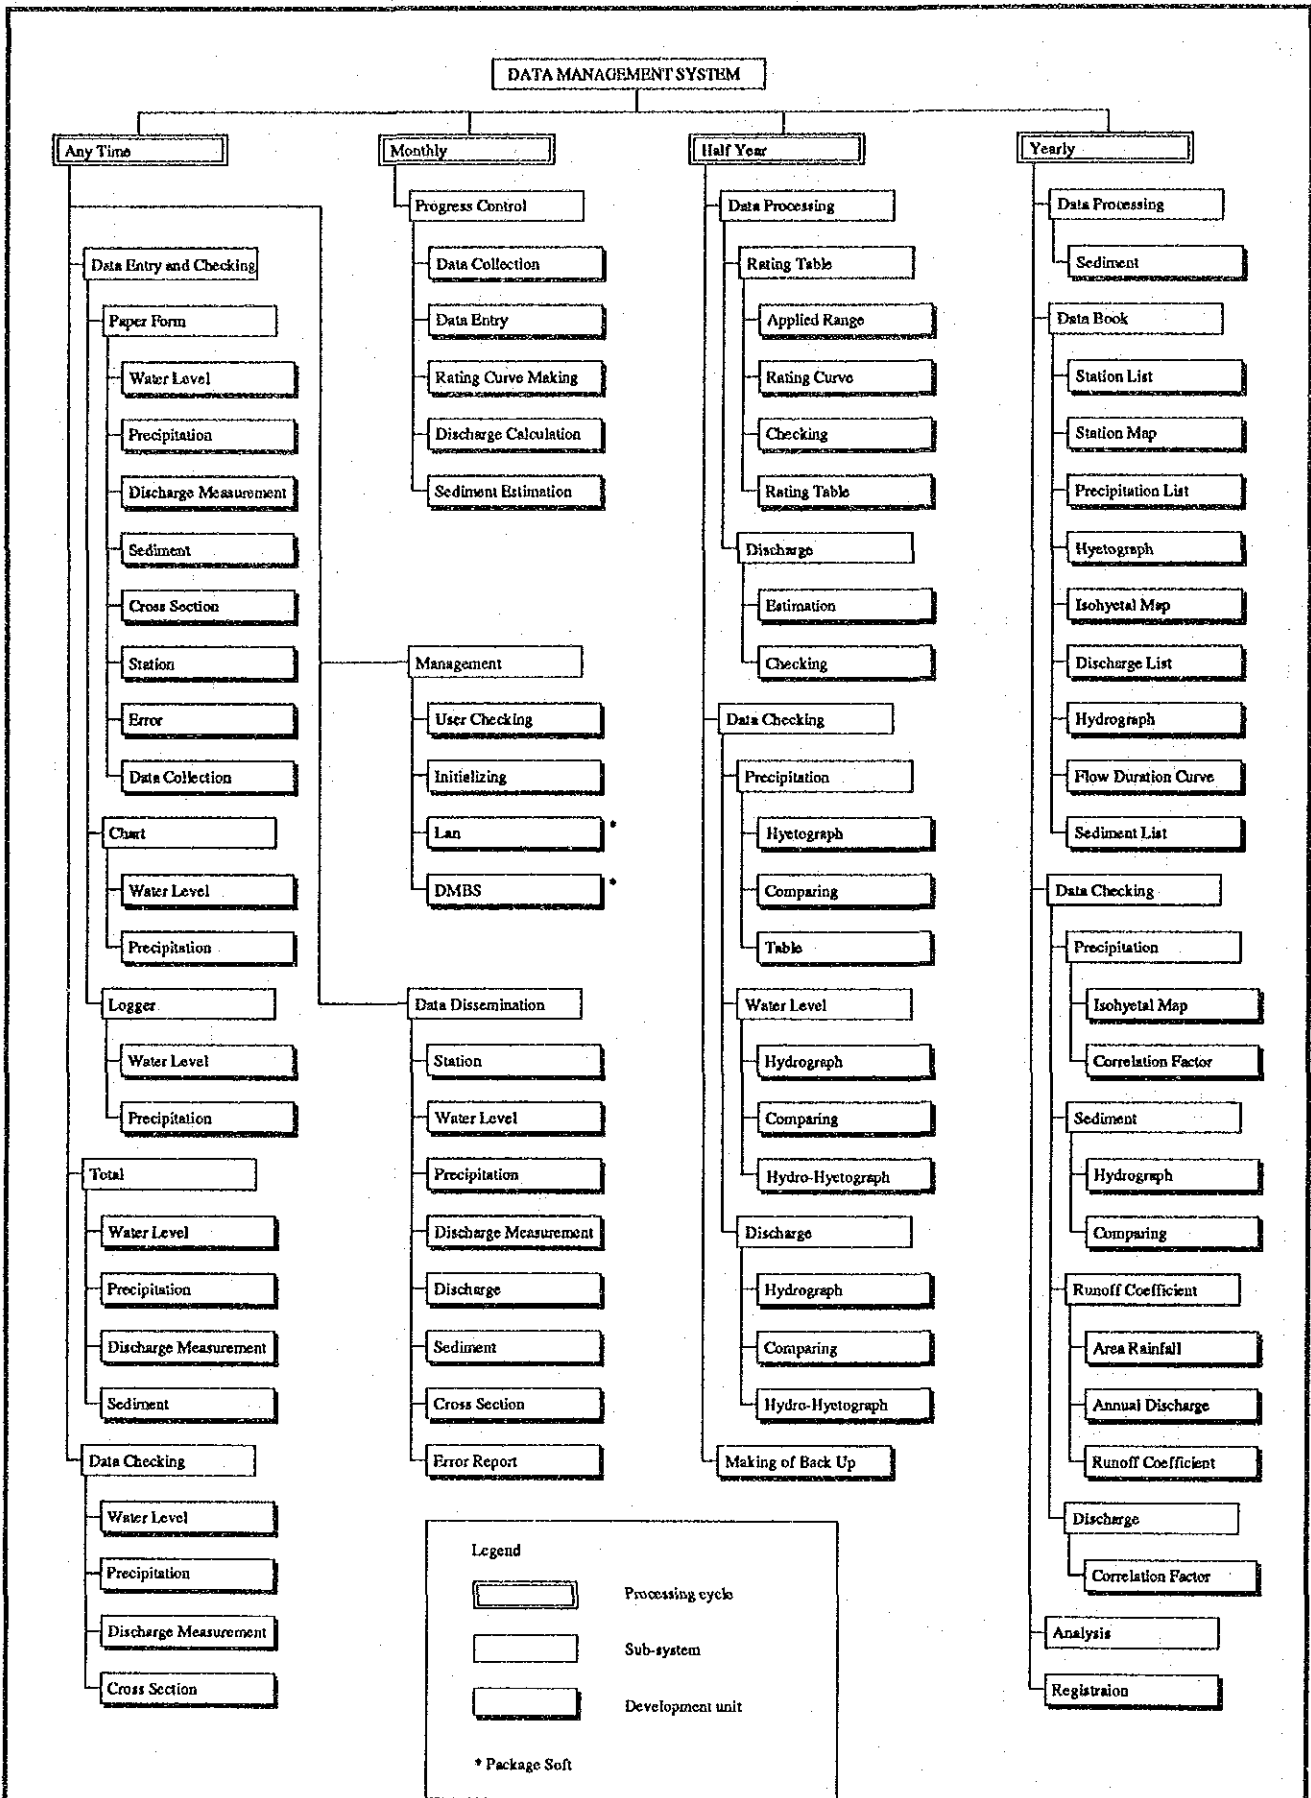 DATA MANAGEMENT SYSTEM
Any Time
Data Entry and Checking
Paper Form
Water Level
Precipitation
Discharge Measurement
Sediment
Cross Section
Station
Error
Data Collection
Chart
Water Level
Precipitation
Logger
Water Level
Precipitation
Total
Water Level
Precipitation
Discharge Measurement
Sediment
Data Checking
Water Level
Precipitation
Discharge Measurement
Cross Section
Monthly
Progress Control
Data Collection
Data Entry
Rating Curve Making
Discharge Calculation
Sediment Estimation
Management
User Checking
Initializing
Lan *
DMBS *
Data Dissemination
Station
Water Level
Precipitation
Discharge Measurement
Discharge
Sediment
Cross Section
Error Report
Half Year
Data Processing
Rating Table
Applied Range
Rating Curve
Checking
Rating Table
Discharge
Estimation
Checking
Data Checking
Precipitation
Hyetograph
Comparing
Table
Water Level
Hydrograph
Comparing
Hydro-Hyetograph
Discharge
Hydrograph
Comparing
Hydro-Hyetograph
Making of Back Up
Yearly
Data Processing
Sediment
Data Book
Station List
Station Map
Precipitation List
Hyetograph
Isohyetal Map
Discharge List
Hydrograph
Flow Duration Curve
Sediment List
Data Checking
Precipitation
Isohyetal Map
Correlation Factor
Sediment
Hydrograph
Comparing
Runoff Coefficient
Area Rainfall
Annual Discharge
Runoff Coefficient
Discharge
Correlation Factor
Analysis
Registraion
Legend
Processing cycle
Sub-system
Development unit
* Package Soft